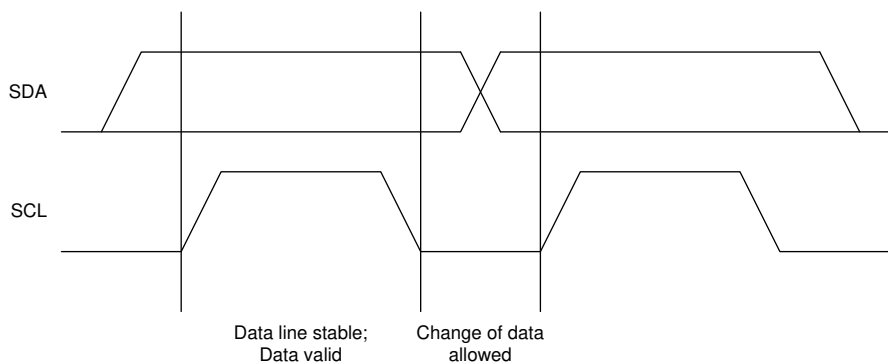 SDA
SCL
Data line stable;
Data valid
Change of data
allowed